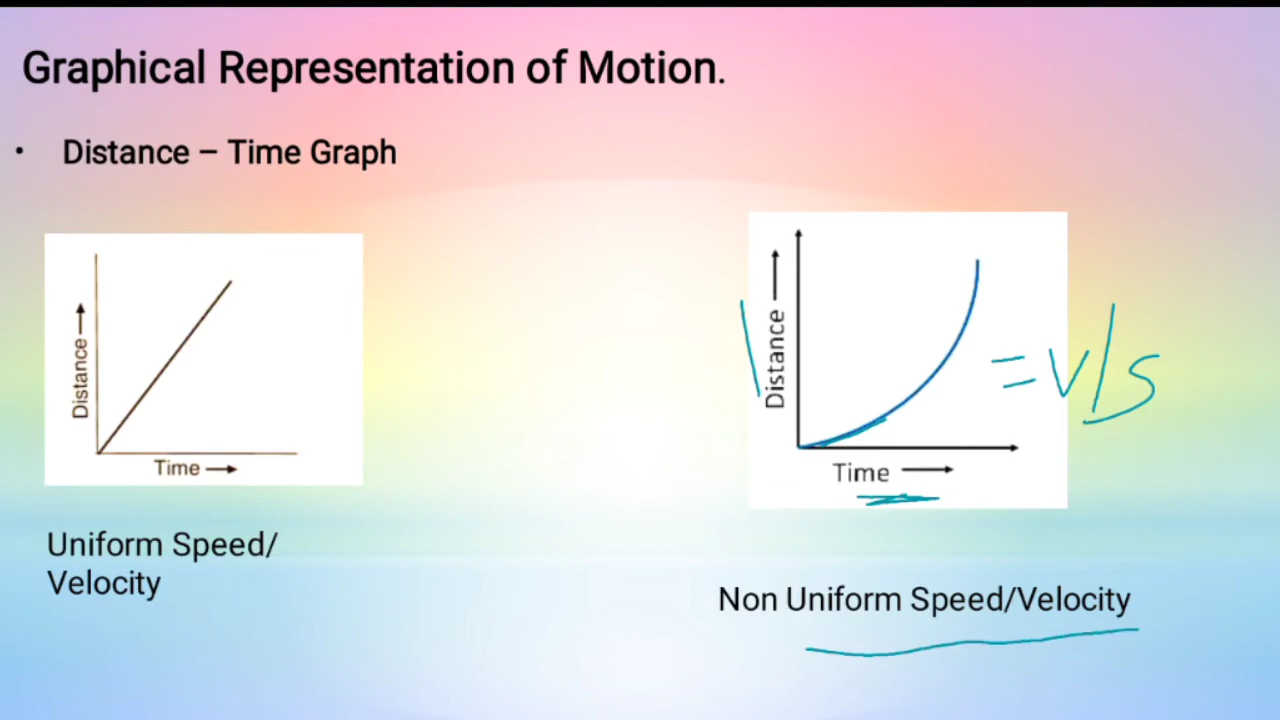 Graphical Representation of Motion.
• Distance – Time Graph
Distance
Time
Uniform Speed/
Velocity
Distance
Time
= v/s
Non Uniform Speed/Velocity